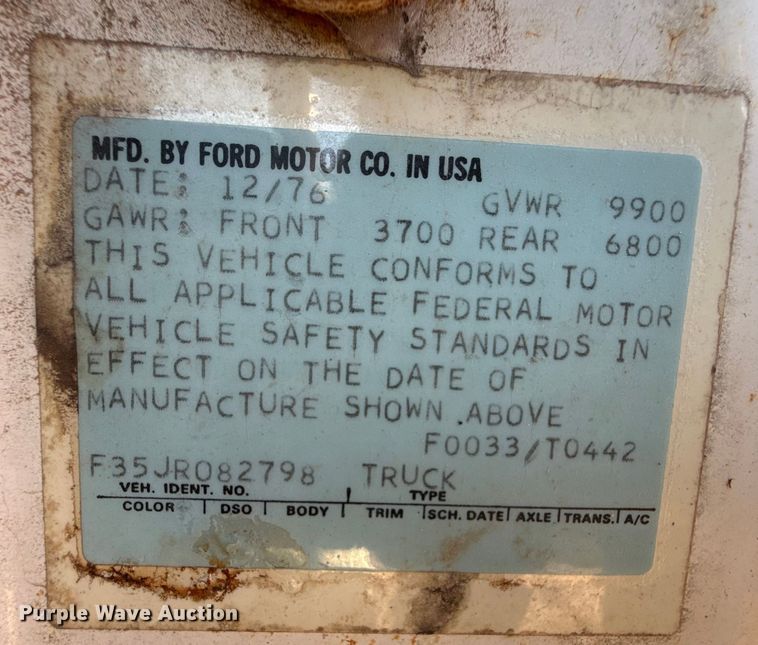 MFD. BY FORD MOTOR CO. IN USA
DATE: 12/76 GVWR 9900
GAWR: FRONT 3700 REAR 6800
THIS VEHICLE CONFORMS TO
ALL APPLICABLE FEDERAL MOTOR
VEHICLE SAFETY STANDARDS IN
EFFECT ON THE DATE OF
MANUFACTURE SHOWN .ABOVE
F0033/T0442
F35JR082798 TRUCK
VEH. IDENT. NO. TYPE
COLOR DSO BODY TRIM SCH. DATE AXLE TRANS. A/C
Purple Wave Auction